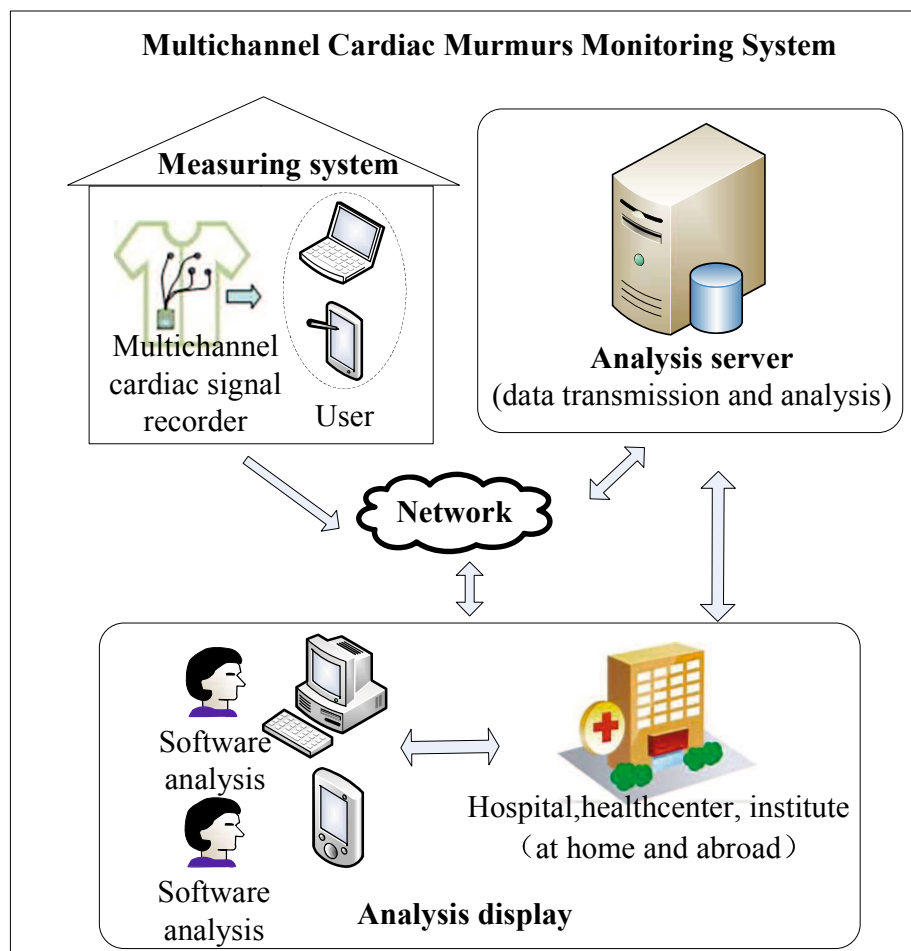 Multichannel Cardiac Murmurs Monitoring System
Measuring system
Multichannel
cardiac signal
recorder
User
Analysis server
(data transmission and analysis)
Network
Software
analysis
Software
analysis
Hospital,healthcenter, institute
（at home and abroad）
Analysis display